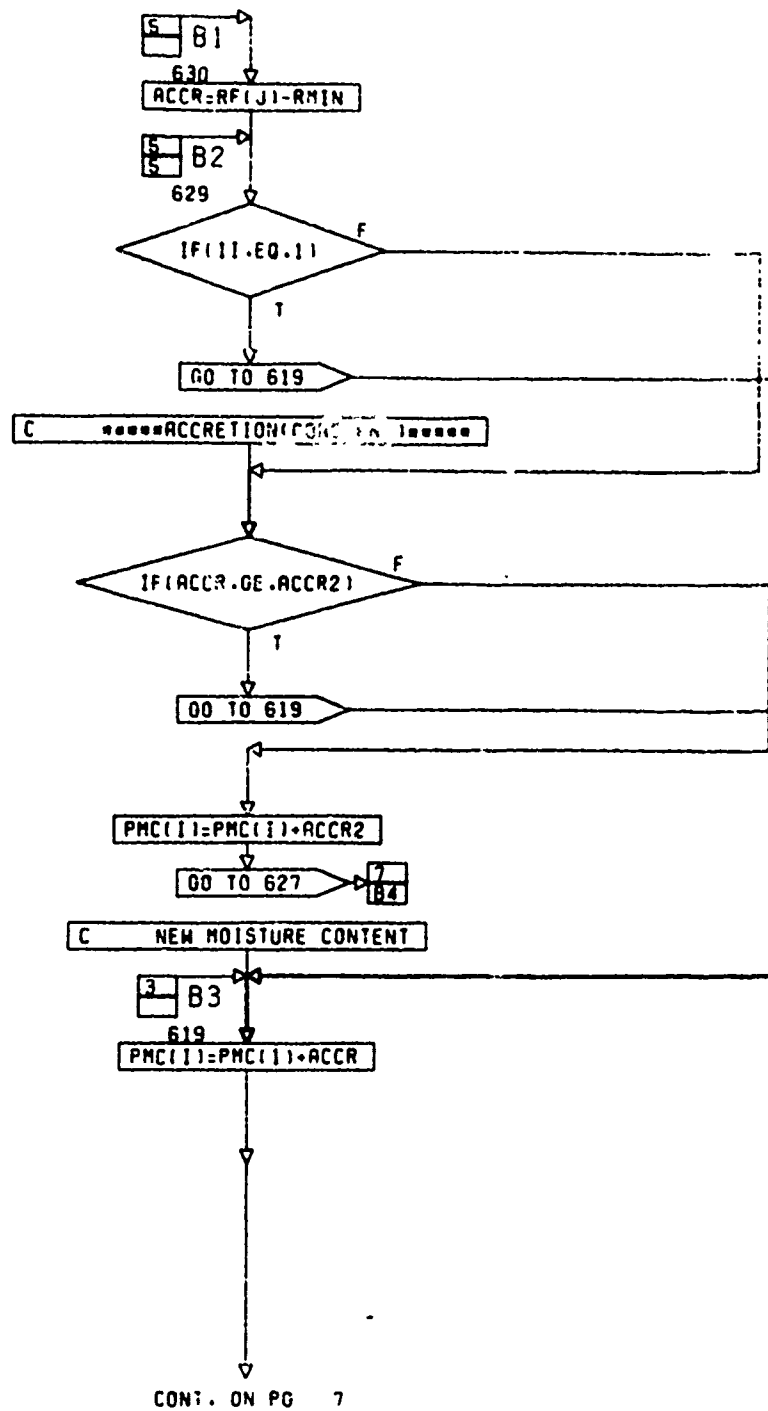 5 B1
630
ACCR=RF(J)-RMIN
5 B2
5
629
IF(II.EQ.1)
F
T
GO TO 619
C *****ACCRETION *****
IF(ACCR.GE.ACCR2)
F
T
GO TO 619
PMC(I)=PMC(I)+ACCR2
GO TO 627
7
B4
C NEW MOISTURE CONTENT
3 B3
619
PMC(I)=PMC(I)+ACCR
CONT. ON PG 7